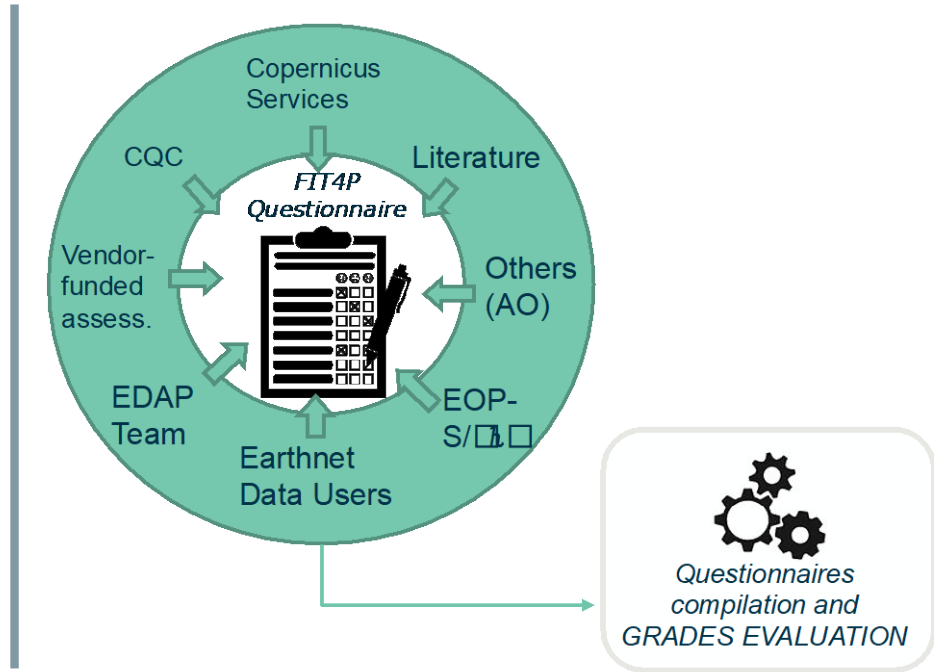 Copernicus
Services
CQC
Literature
FIT4P
Questionnaire
Vendor-
funded
assess.
Others
(AO)
EDAP
Team
EOP-
Earthnet
Data Users
Questionnaires
compilation and
GRADES EVALUATION